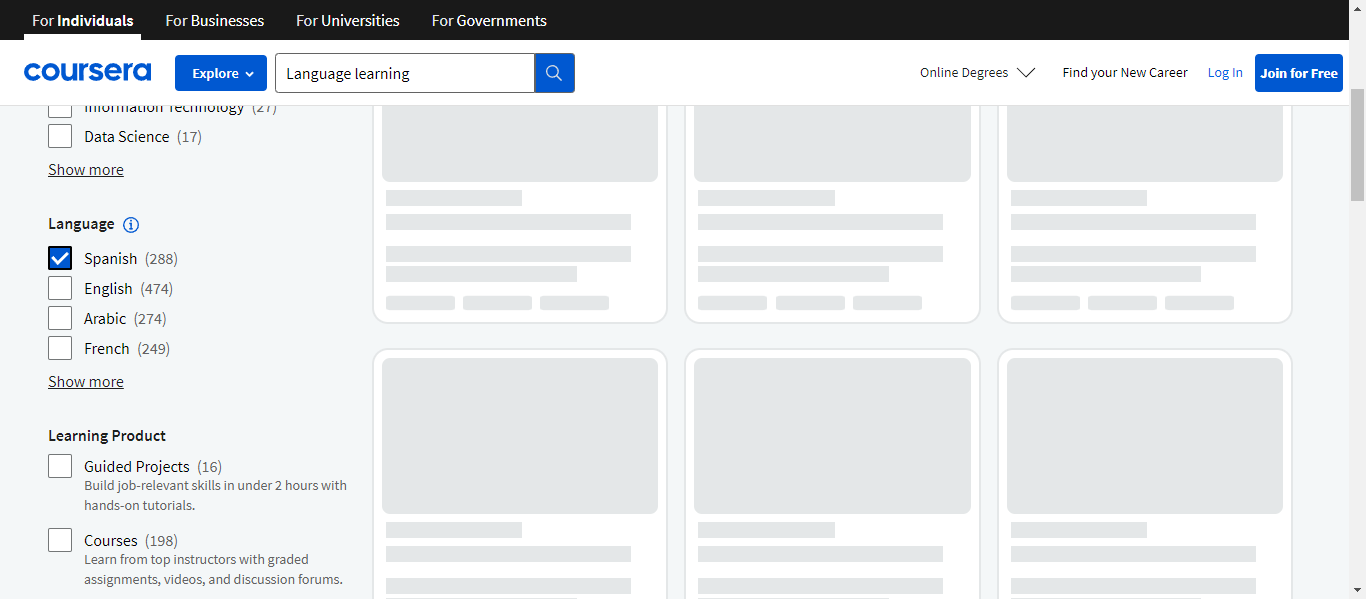 For Individuals For Businesses For Universities For Governments
coursera Explore Language learning Online Degrees Find your New Career Log In Join for Free
Information Technology (27)
Data Science (17)
Show more
Language
Spanish (288)
English (474)
Arabic (274)
French (249)
Show more
Learning Product
Guided Projects (16)
Build job-relevant skills in under 2 hours with
hands-on tutorials.
Courses (198)
Learn from top instructors with graded
assignments, videos, and discussion forums.